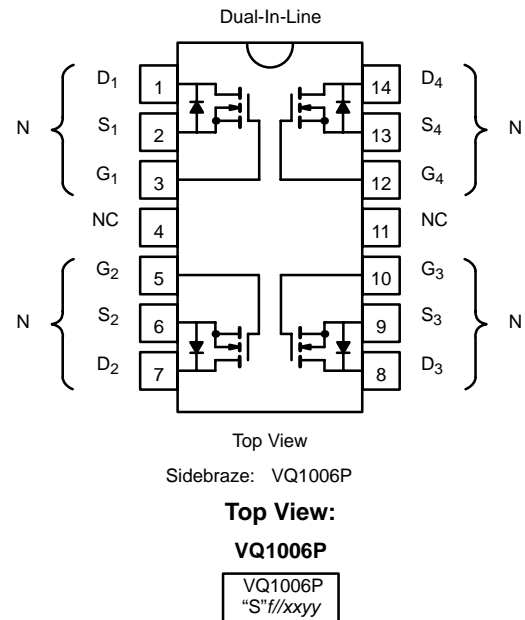 Dual-In-Line
D1 1 14 D4
N S1 2 13 S4 N
G1 3 12 G4
NC 4 11 NC
G2 5 10 G3
N S2 6 9 S3 N
D2 7 8 D3
Top View
Sidebraze: VQ1006P
Top View:
VQ1006P
VQ1006P
“S”f//xxyy